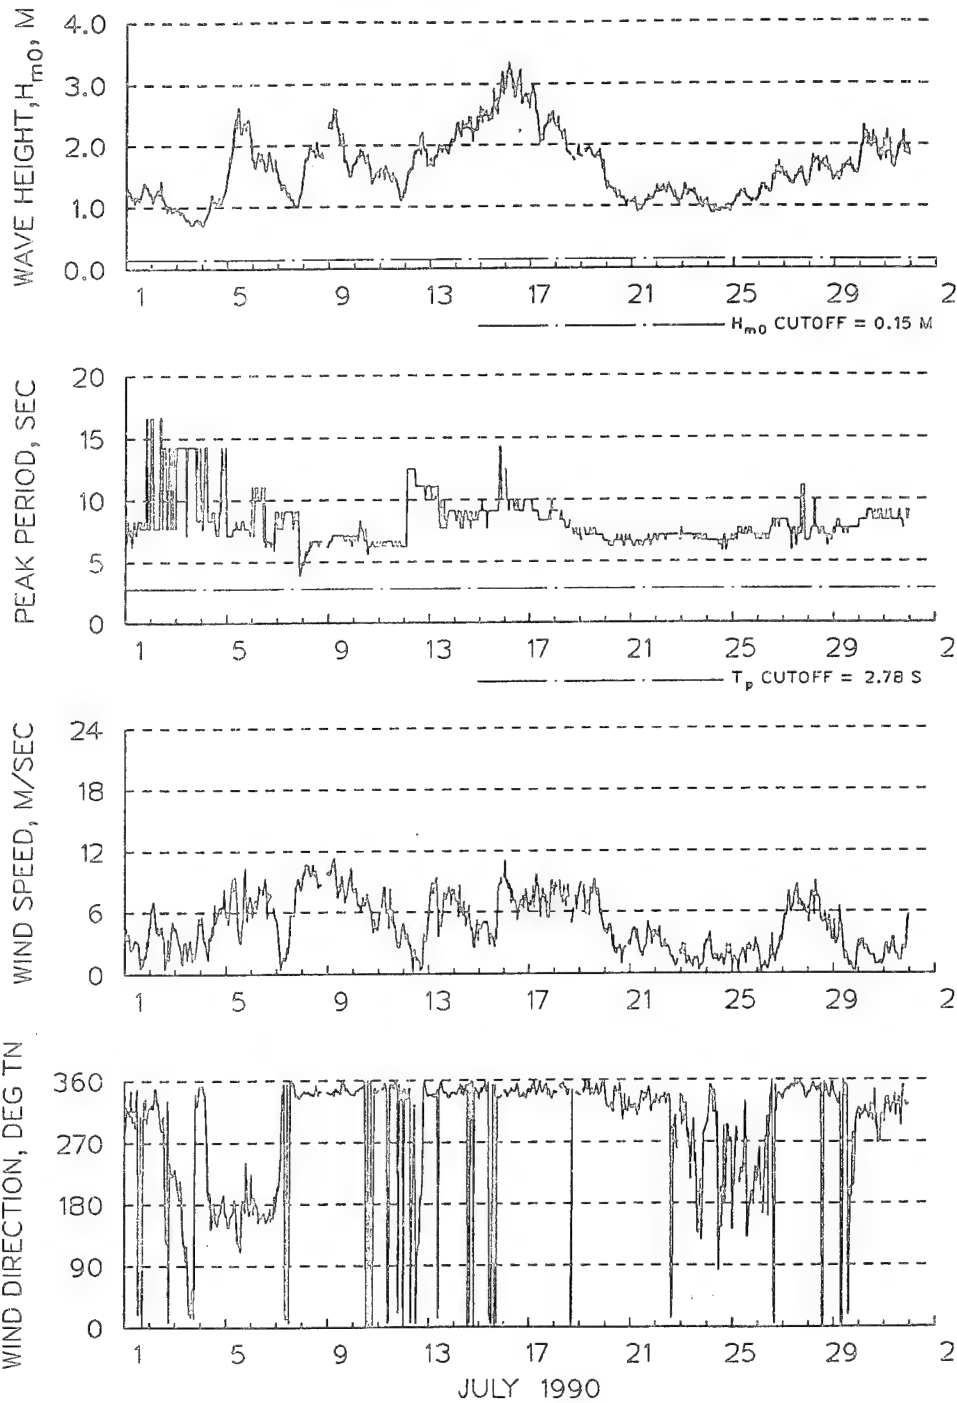 WAVE HEIGHT, Hm0, M
4.0
3.0
2.0
1.0
0.0
1 5 9 13 17 21 25 29 2
Hm0 CUTOFF = 0.15 M
PEAK PERIOD, SEC
20
15
10
5
0
1 5 9 13 17 21 25 29 2
Tp CUTOFF = 2.78 S
WIND SPEED, M/SEC
24
18
12
6
0
1 5 9 13 17 21 25 29 2
WIND DIRECTION, DEG TN
360
270
180
90
0
1 5 9 13 17 21 25 29 2
JULY 1990